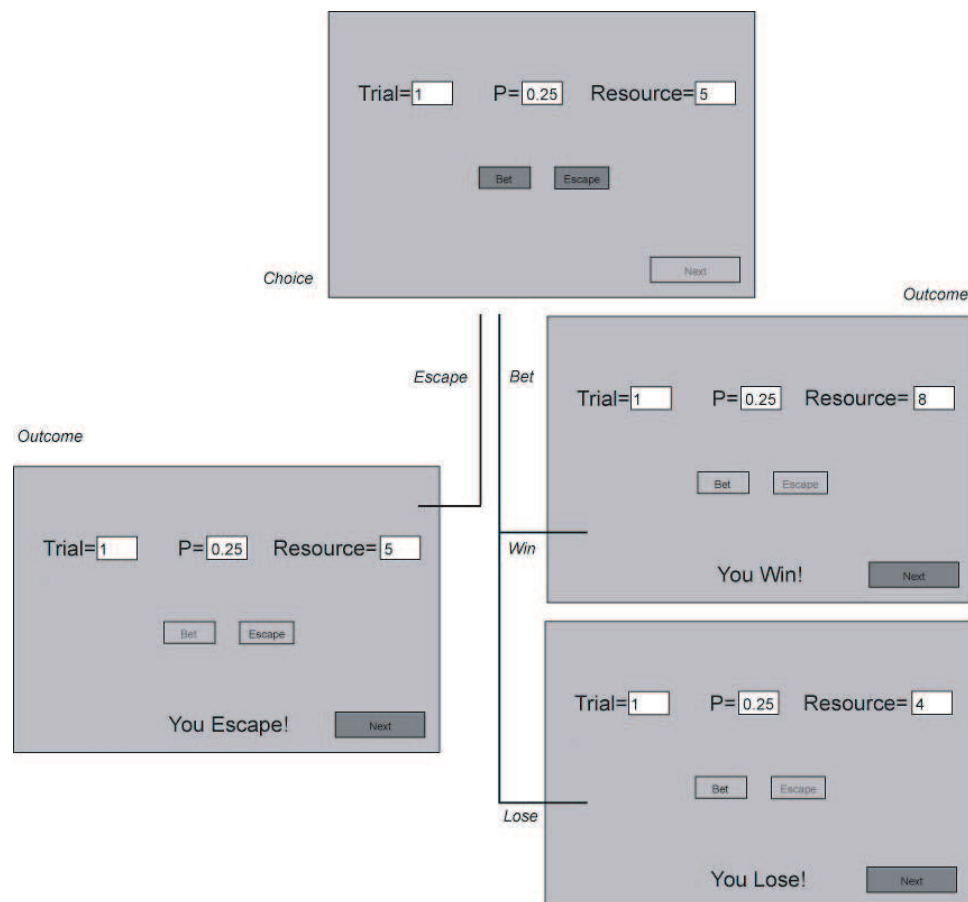 Trial= 1 P= 0.25 Resource= 5
Bet Escape
Next
Choice
Outcome
Escape Bet
Trial= 1 P= 0.25 Resource= 8
Bet Escape
Win
You Win! Next
Outcome
Trial= 1 P= 0.25 Resource= 5
Bet Escape
You Escape! Next
Trial= 1 P= 0.25 Resource= 4
Bet Escape
Lose
You Lose! Next